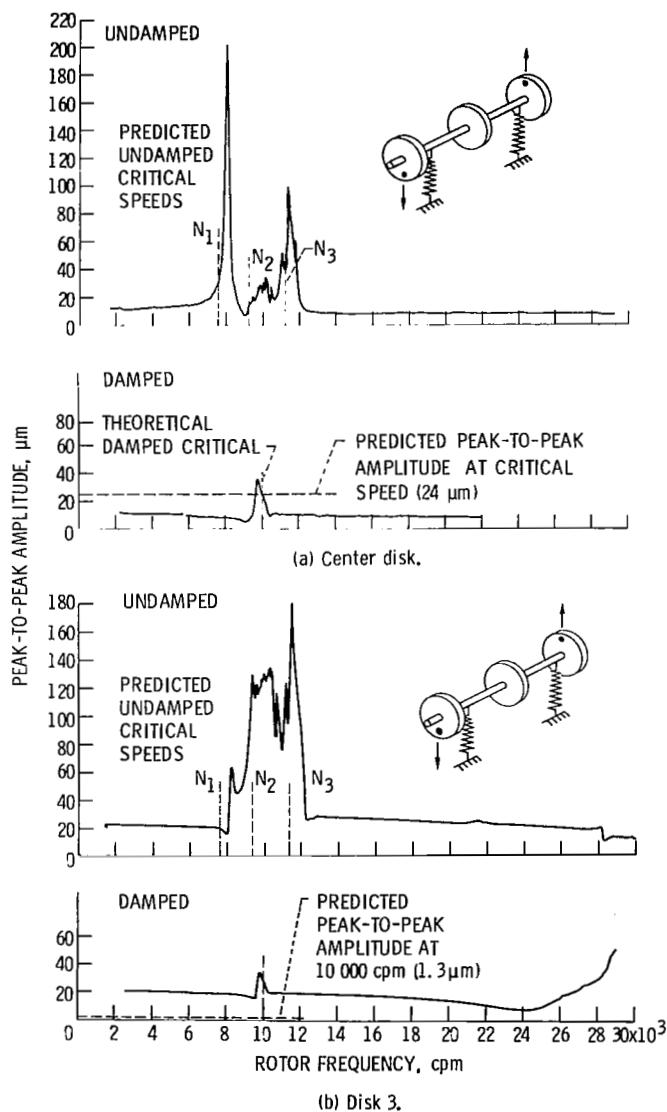 UNDAMPED
220
200
180
160
140
120
100
80
60
40
20
0
PREDICTED
UNDAMPED
CRITICAL
SPEEDS
N1
N2
N3
DAMPED
80
60
40
20
0
THEORETICAL
DAMPED CRITICAL
PREDICTED PEAK-TO-PEAK
AMPLITUDE AT CRITICAL
SPEED (24 μm)
(a) Center disk.
PEAK-TO-PEAK AMPLITUDE, μm
UNDAMPED
180
160
140
120
100
80
60
40
20
0
PREDICTED
UNDAMPED
CRITICAL
SPEEDS
N1
N2
N3
DAMPED
60
40
20
0
PREDICTED
PEAK-TO-PEAK
AMPLITUDE AT
10 000 cpm (1.3 μm)
2 4 6 8 10 12 14 16 18 20 22 24 26 28 30x10³
ROTOR FREQUENCY, cpm
(b) Disk 3.